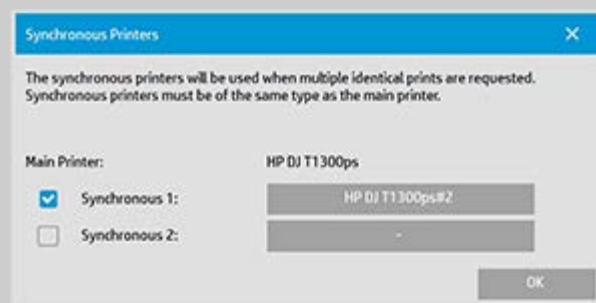 Synchronous Printers
The synchronous printers will be used when multiple identical prints are requested.
Synchronous printers must be of the same type as the main printer.
Main Printer: HP DJ T1300ps
Synchronous 1: HP DJ T1300ps#2
Synchronous 2: -
OK